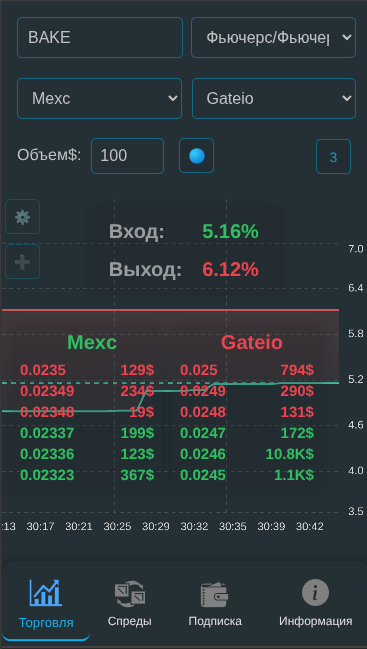 BAKE Фьючерс/Фьючер
Mexc Gateio
Объем$: 100 3
Вход: 5.16%
7.0
Выход: 6.12%
6.4
5.8
Mexc Gateio
0.0235 129$ 0.025 794$
5.2
0.02349 234$ 0.0249 290$
0.02348 19$ 0.0248 131$
4.6
0.02337 199$ 0.0247 172$
0.02336 123$ 0.0246 10.8K$
4.0
0.02323 367$ 0.0245 1.1K$
3.5
:13 30:17 30:21 30:25 30:29 30:32 30:35 30:39 30:42
Торговля Спреды Подписка Информация